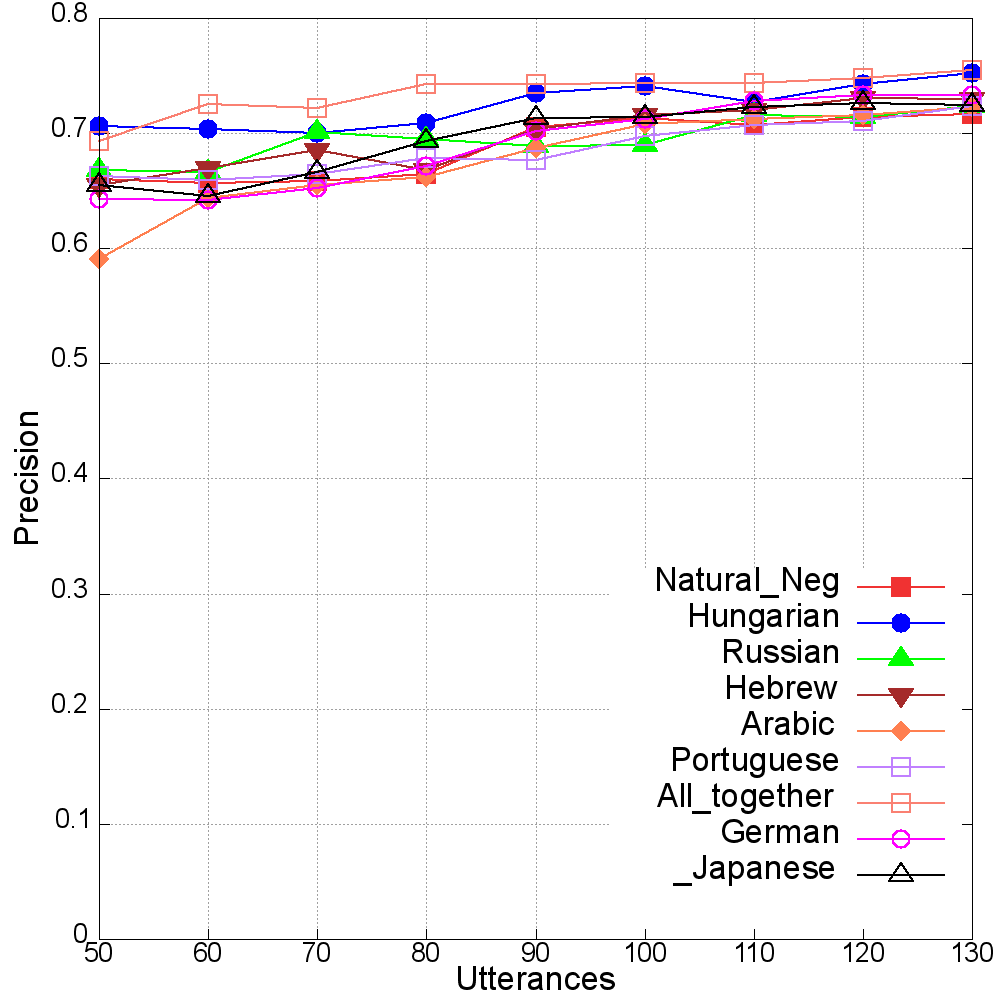 0.8
0.7
0.6
0.5
0.4
0.3
0.2
0.1
0
Precision
Natural_Neg
Hungarian
Russian
Hebrew
Arabic
Portuguese
All_together
German
_Japanese
50 60 70 80 90 100 110 120 130
Utterances